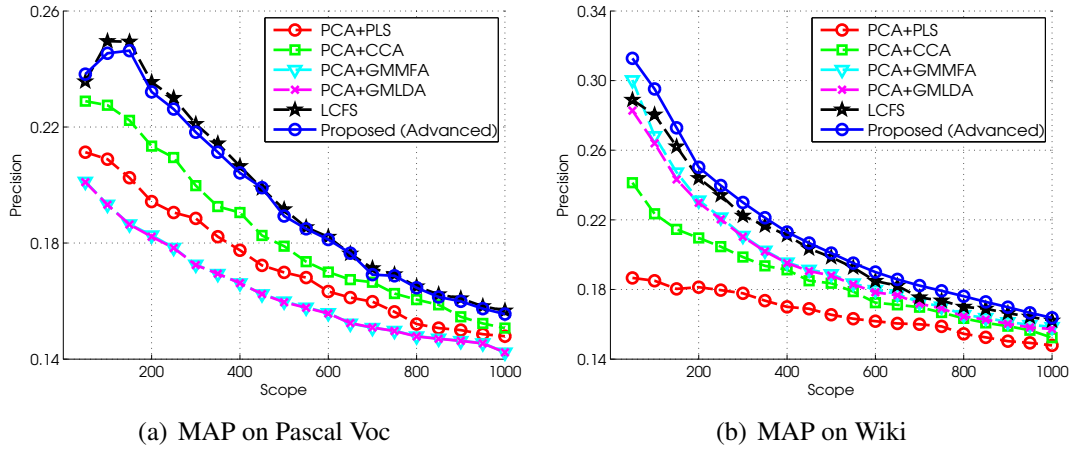 0.26
0.22
0.18
0.14
Precision
200
400
600
800
1000
Scope
PCA+PLS
PCA+CCA
PCA+GMMFA
PCA+GMLDA
LCFS
Proposed (Advanced)
(a) MAP on Pascal Voc
0.34
0.30
0.26
0.22
0.18
0.14
Precision
200
400
600
800
1000
Scope
PCA+PLS
PCA+CCA
PCA+GMMFA
PCA+GMLDA
LCFS
Proposed (Advanced)
(b) MAP on Wiki